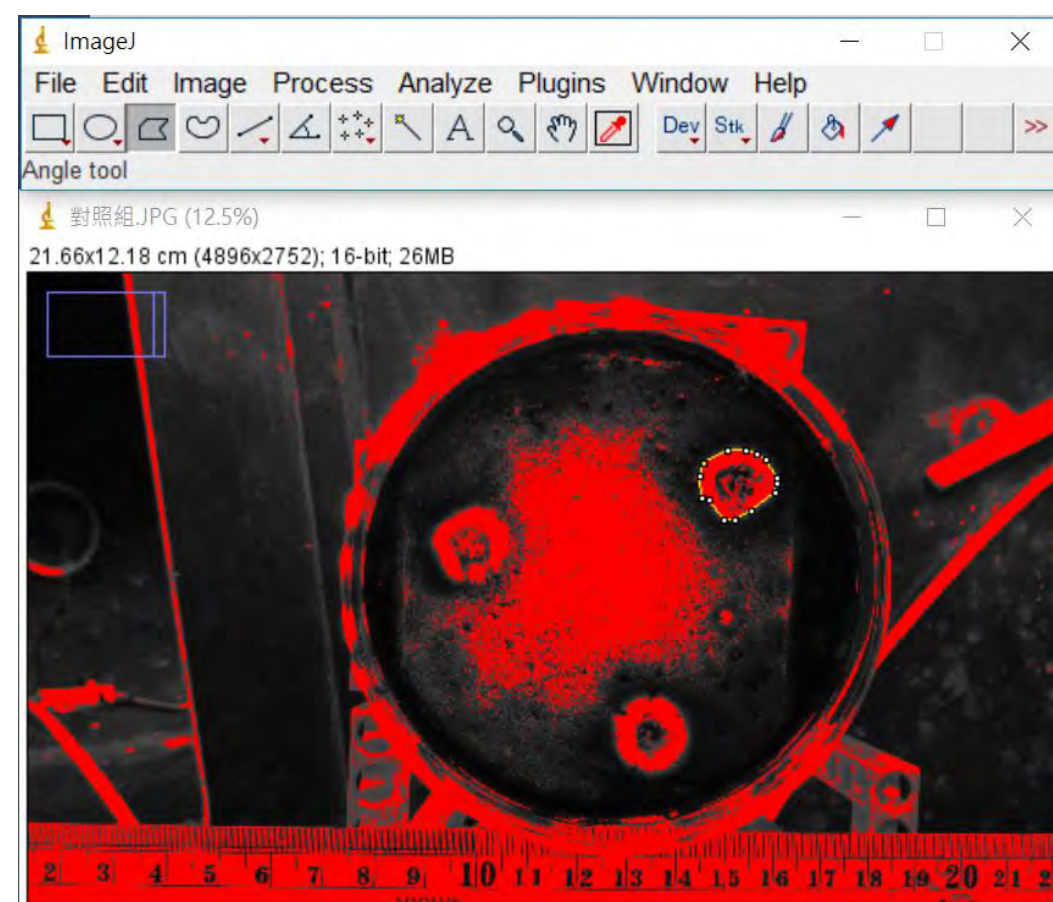 ImageJ
File Edit Image Process Analyze Plugins Window Help
A Dev Stk >>
Angle tool
對照組.JPG (12.5%)
21.66x12.18 cm (4896x2752); 16-bit; 26MB
2 3 4 5 6 7 8 9 10 11 12 13 14 15 16 17 18 19 20 21 2